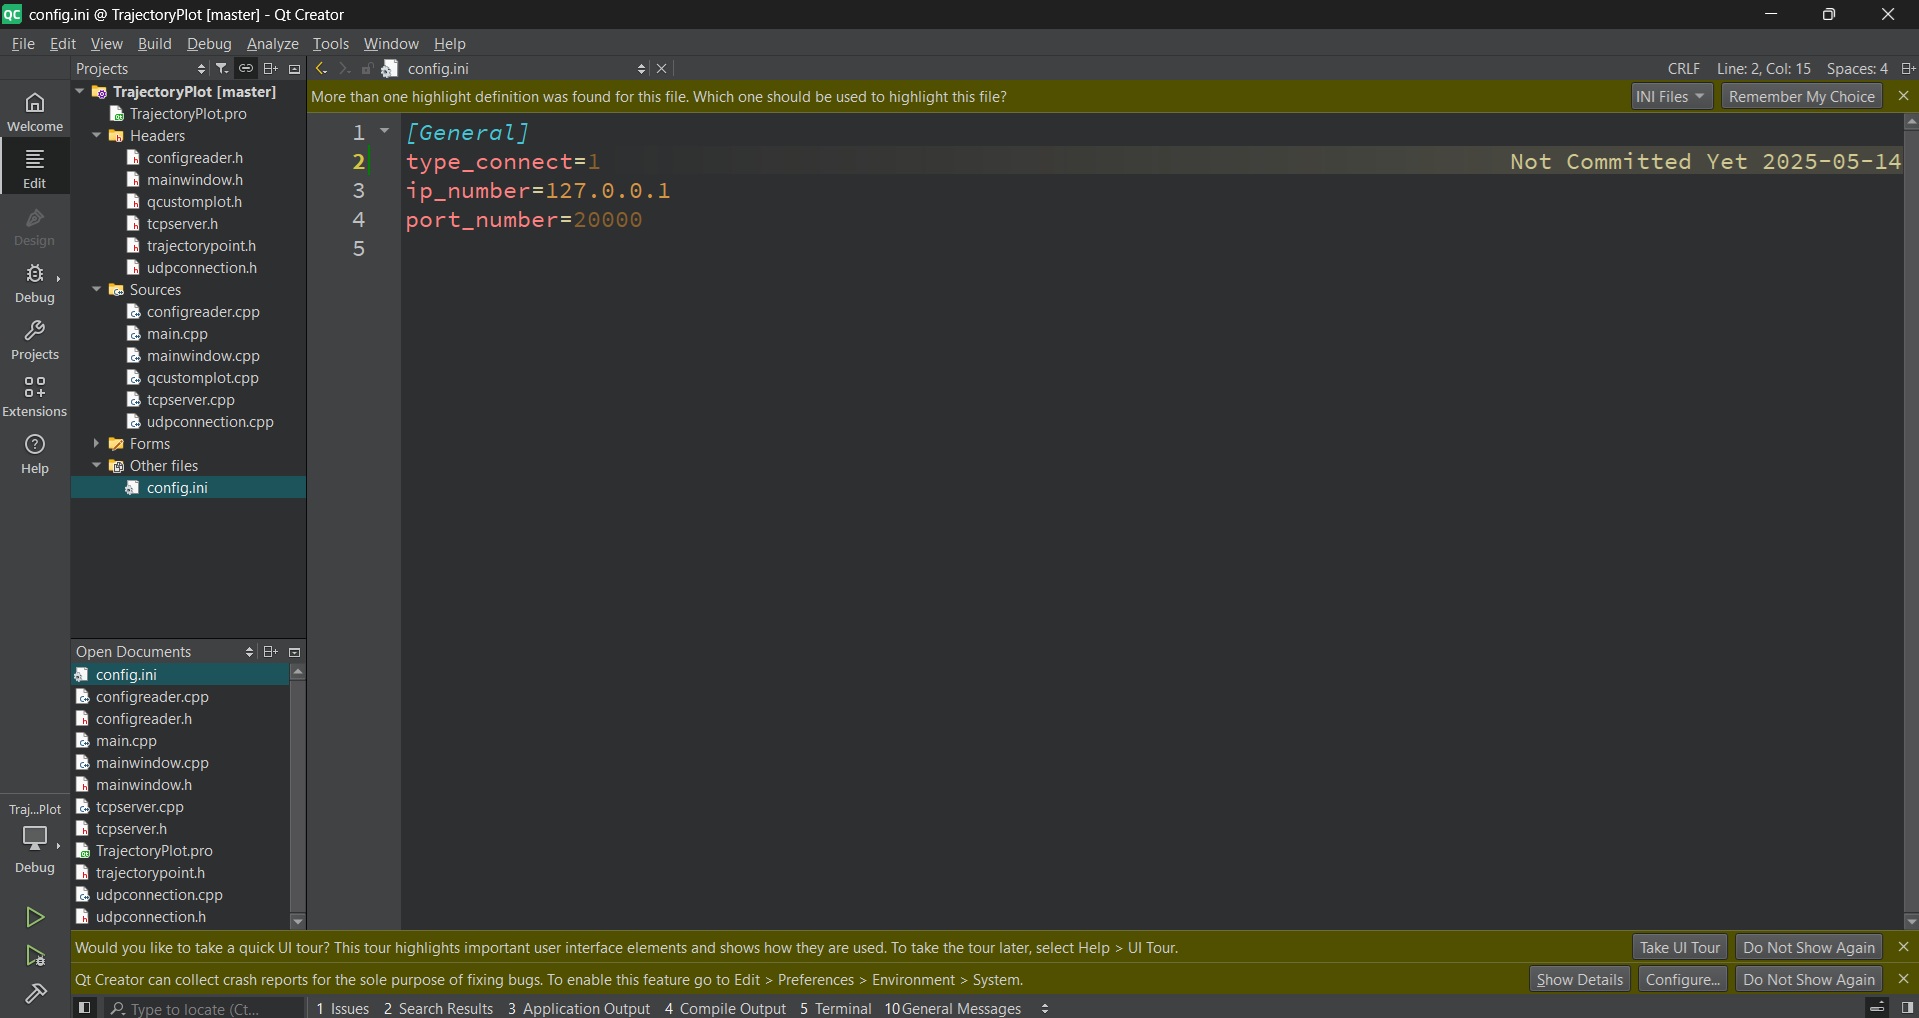 config.ini @ TrajectoryPlot [master] - Qt Creator
File Edit View Build Debug Analyze Tools Window Help
Projects
config.ini
CRLF Line: 2, Col: 15 Spaces: 4
More than one highlight definition was found for this file. Which one should be used to highlight this file?
INI Files
Remember My Choice
Welcome
Edit
Design
Debug
Projects
Extensions
Help
TrajectoryPlot [master]
TrajectoryPlot.pro
Headers
configreader.h
mainwindow.h
qcustomplot.h
tcpserver.h
trajectorypoint.h
udpconnection.h
Sources
configreader.cpp
main.cpp
mainwindow.cpp
qcustomplot.cpp
tcpserver.cpp
udpconnection.cpp
Forms
Other files
config.ini
1 [General]
2 type_connect=1 Not Committed Yet 2025-05-14
3 ip_number=127.0.0.1
4 port_number=20000
5
Open Documents
config.ini
configreader.cpp
configreader.h
main.cpp
mainwindow.cpp
mainwindow.h
tcpserver.cpp
tcpserver.h
TrajectoryPlot.pro
trajectorypoint.h
udpconnection.cpp
udpconnection.h
Traj...Plot
Debug
Would you like to take a quick UI tour? This tour highlights important user interface elements and shows how they are used. To take the tour later, select Help > UI Tour.
Take UI Tour
Do Not Show Again
Qt Creator can collect crash reports for the sole purpose of fixing bugs. To enable this feature go to Edit > Preferences > Environment > System.
Show Details
Configure...
Do Not Show Again
Type to locate (Ct...
1 Issues 2 Search Results 3 Application Output 4 Compile Output 5 Terminal 10 General Messages